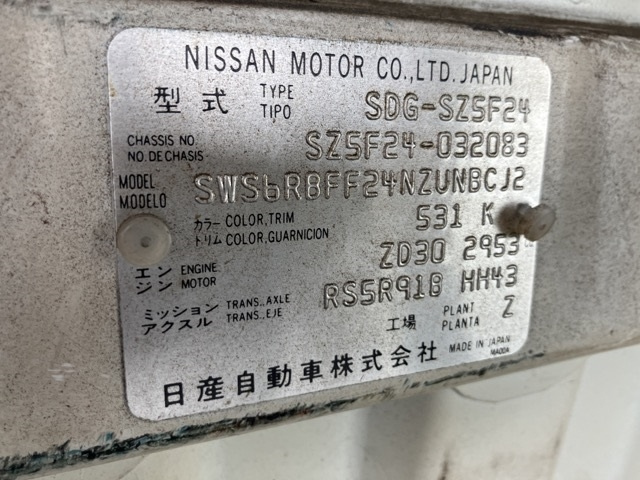 NISSAN MOTOR CO.,LTD.JAPAN
型式 TYPE TIPO SDG-SZ5F24
CHASSIS NO. NO.DE CHASIS SZ5F24-032083
MODEL MODELO SWS6RBFF24NZUNBCJ2
カラー COLOR,TRIM 531 K
トリム COLOR,GUARNICION
エンジン ENGINE MOTOR ZD30 2953cc
ミッション TRANS.,AXLE RS5R91B HH43
アクスル TRANS.,EJE 工場 PLANT PLANTA Z
日産自動車株式会社 MADE IN JAPAN
MA00A